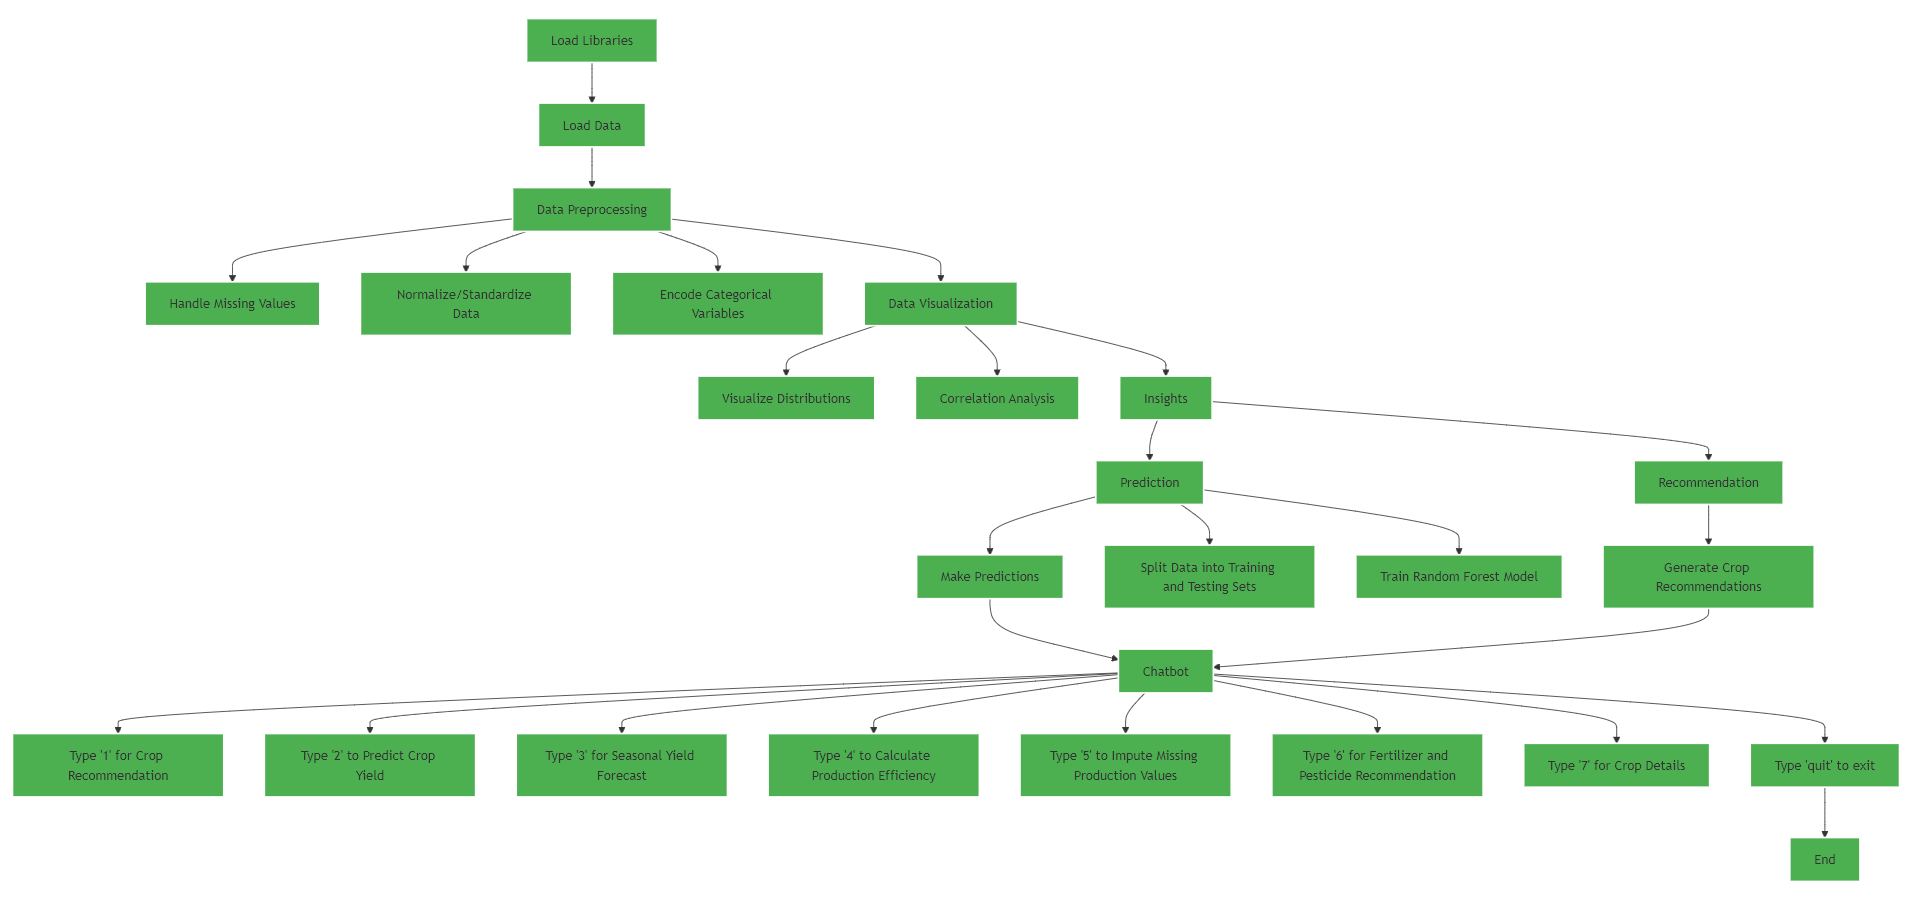 Load Libraries
Load Data
Data Preprocessing
Handle Missing Values
Normalize/Standardize
Data
Encode Categorical
Variables
Data Visualization
Visualize Distributions
Correlation Analysis
Insights
Prediction
Recommendation
Make Predictions
Split Data into Training
and Testing Sets
Train Random Forest Model
Generate Crop
Recommendations
Chatbot
Type '1' for Crop
Recommendation
Type '2' to Predict Crop
Yield
Type '3' for Seasonal Yield
Forecast
Type '4' to Calculate
Production Efficiency
Type '5' to Impute Missing
Production Values
Type '6' for Fertilizer and
Pesticide Recommendation
Type '7' for Crop Details
Type 'quit' to exit
End